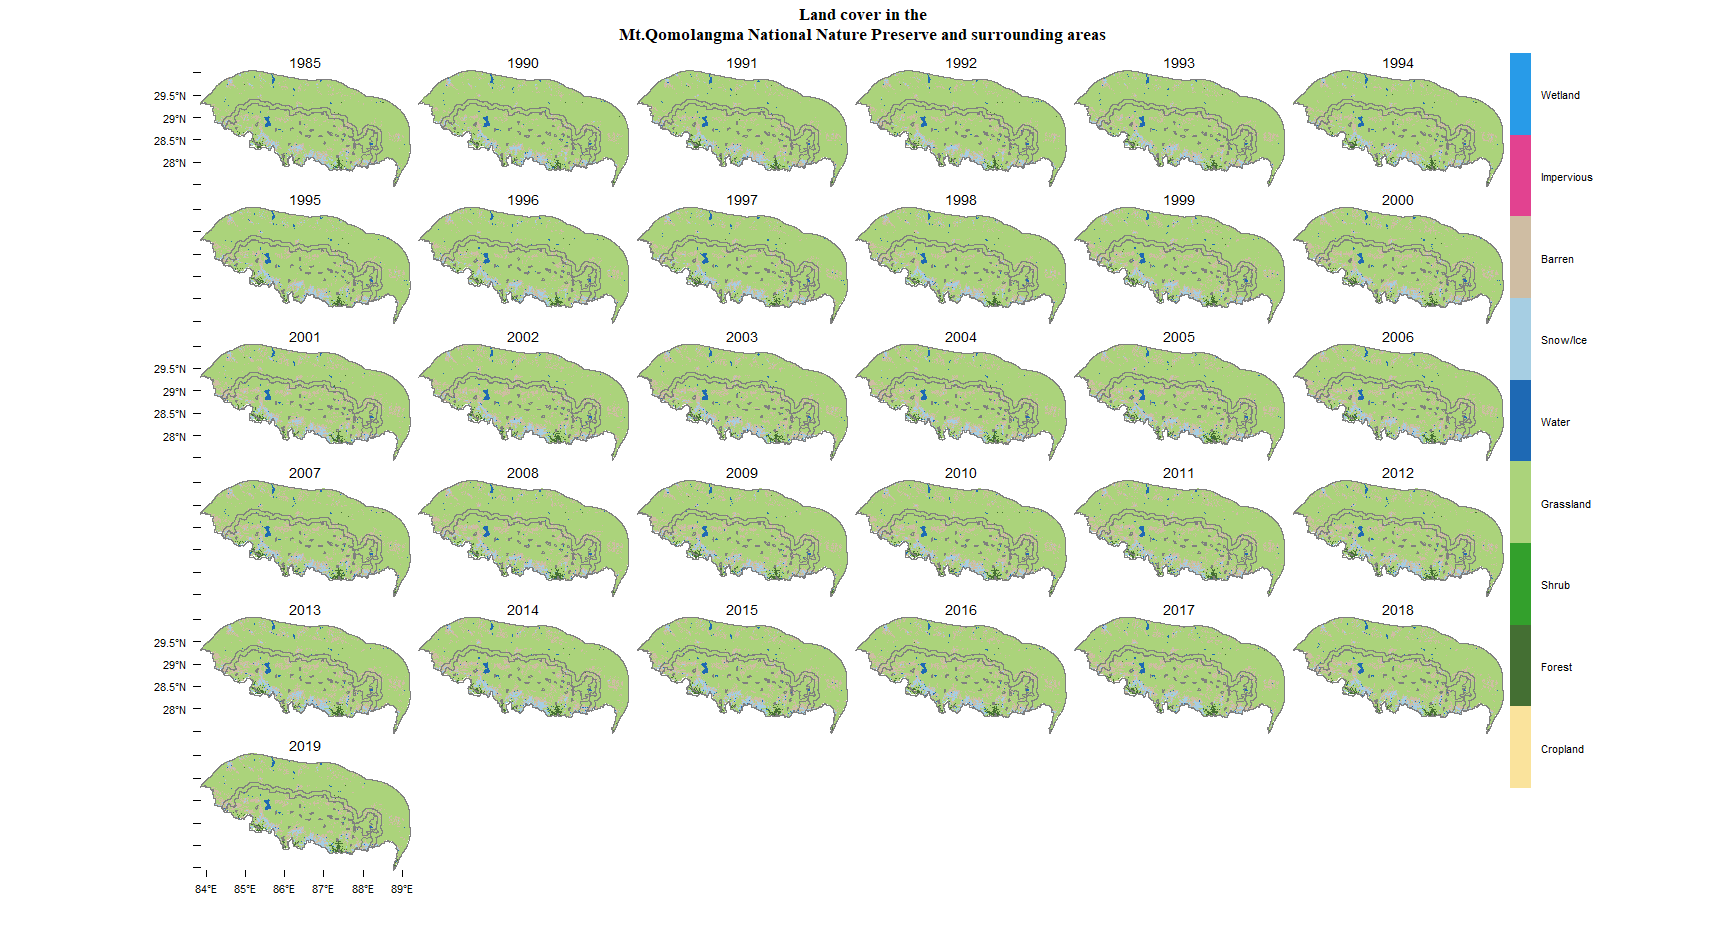 Land cover in the
Mt.Qomolangma National Nature Preserve and surrounding areas
1985 1990 1991 1992 1993 1994
29.5°N
29°N
28.5°N
28°N
1995 1996 1997 1998 1999 2000
2001 2002 2003 2004 2005 2006
29.5°N
29°N
28.5°N
28°N
2007 2008 2009 2010 2011 2012
2013 2014 2015 2016 2017 2018
29.5°N
29°N
28.5°N
28°N
2019
84°E 85°E 86°E 87°E 88°E 89°E
Wetland
Impervious
Barren
Snow/Ice
Water
Grassland
Shrub
Forest
Cropland